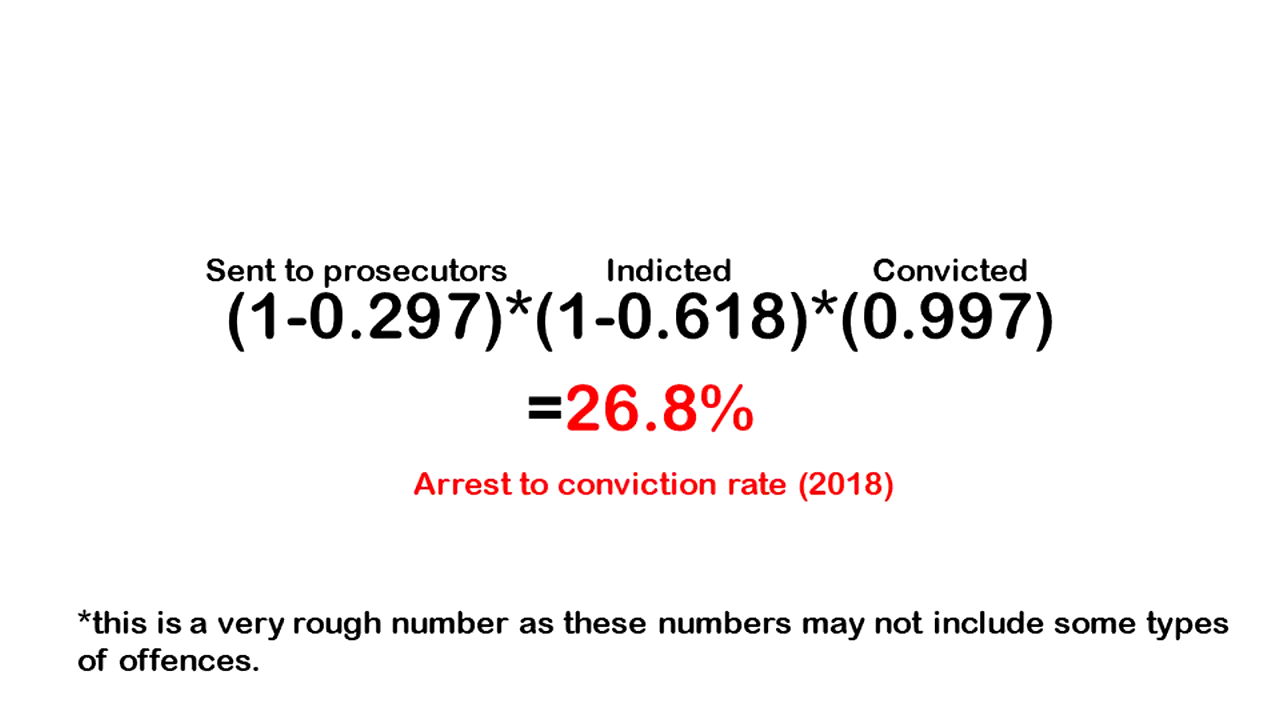 Sent to prosecutors Indicted Convicted
(1-0.297)*(1-0.618)*(0.997)
=26.8%
Arrest to conviction rate (2018)
*this is a very rough number as these numbers may not include some types
of offences.